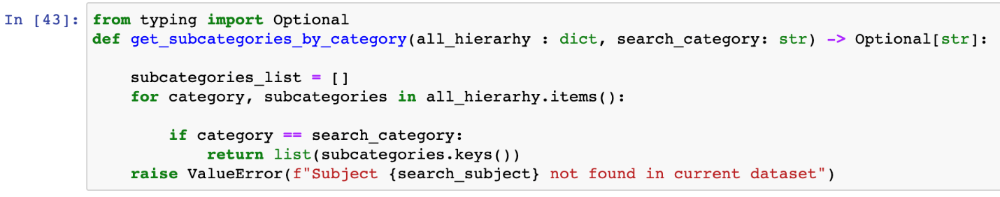 In [43]: from typing import Optional
def get_subcategories_by_category(all_hierarhy : dict, search_category: str) -> Optional[str]:
subcategories_list = []
for category, subcategories in all_hierarhy.items():
if category == search_category:
return list(subcategories.keys())
raise ValueError(f"Subject {search_subject} not found in current dataset")